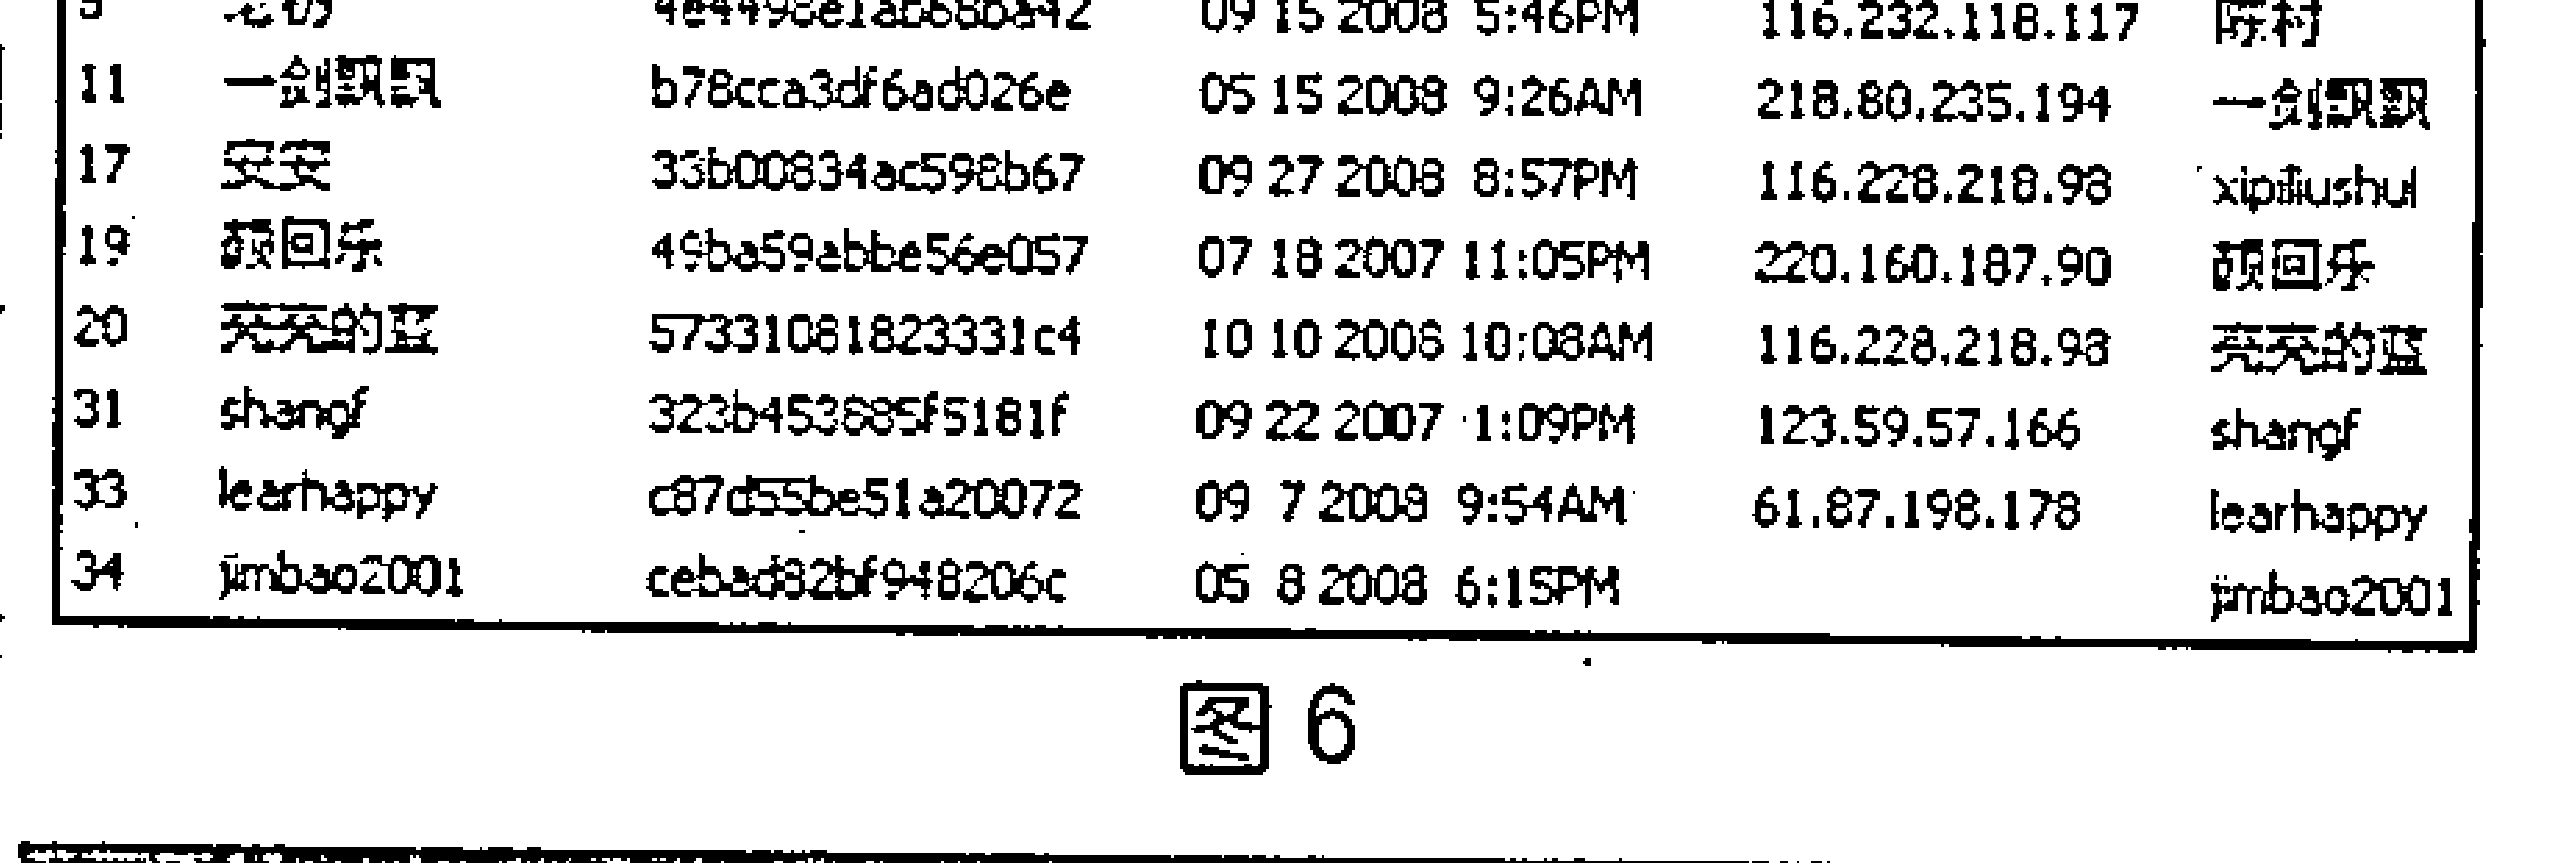 11 一剑飘飘 b78cca3df6ad026e 05 15 2008 9:26AM 218.80.235.194 一剑飘飘
17 安安 33b00834ac598b67 09 27 2008 8:57PM 116.228.218.98
19 顾回乐 49ba59abbe56e057 07 18 2007 11:05PM 220.160.187.90 顾回乐
20 亮亮的蓝 57331081823331c4 10 10 2008 10:08AM 116.228.218.98 亮亮的蓝
31 shangf 09 22 2007 1:09PM 123.59.57.166 shangf
33 learhappy c87d55be51a20072 09 7 2008 9:54AM 61.87.198.178 learhappy
34 jimbao2001 cebad82bf948206c 05 8 2008 6:15PM jimbao2001
图 6